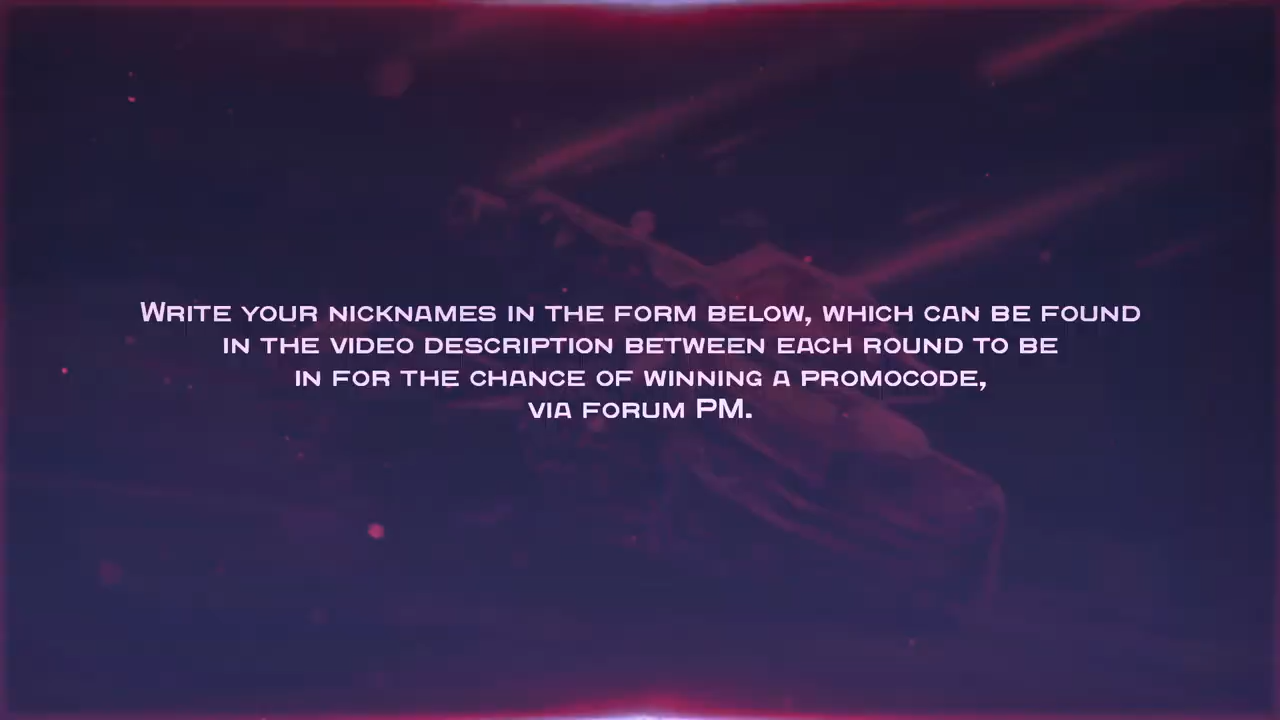 Write your nicknames in the form below, which can be found
in the video description between each round to be
in for the chance of winning a promocode,
via forum PM.